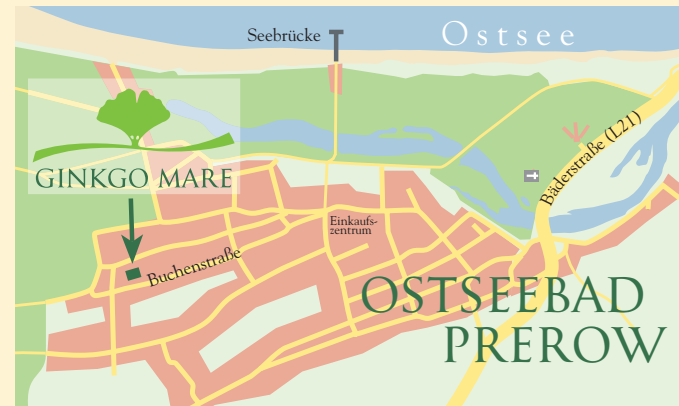 Seebrücke
Ostsee
GINKGO MARE
Bäderstraße (L21)
Einkaufs-
zentrum
Buchenstraße
OSTSEEBAD
PREROW